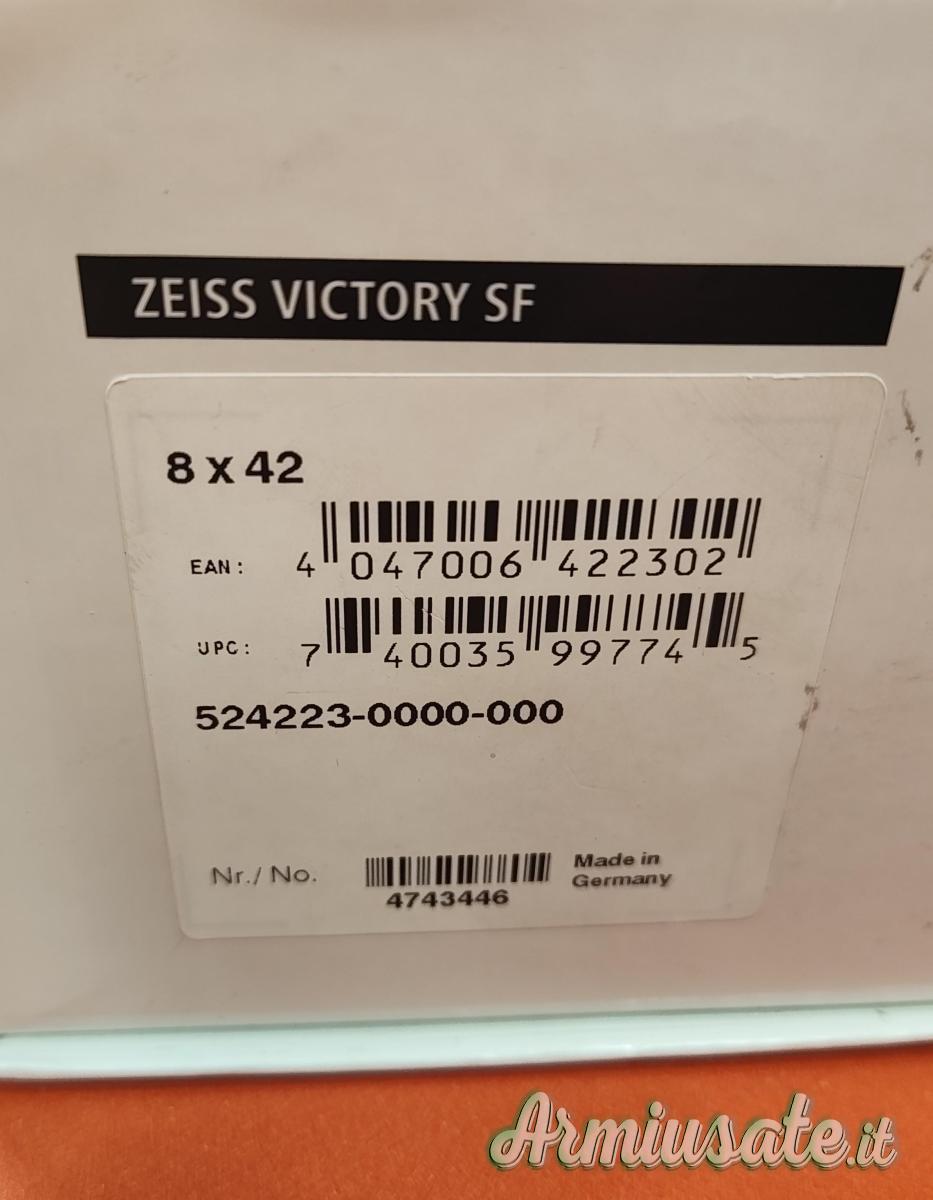 ZEISS VICTORY SF
8 x 42
EAN: 4 047006 422302
UPC: 7 40035 99774 5
524223-0000-000
Nr./ No. 4743446 Made in Germany
Armiusate.it